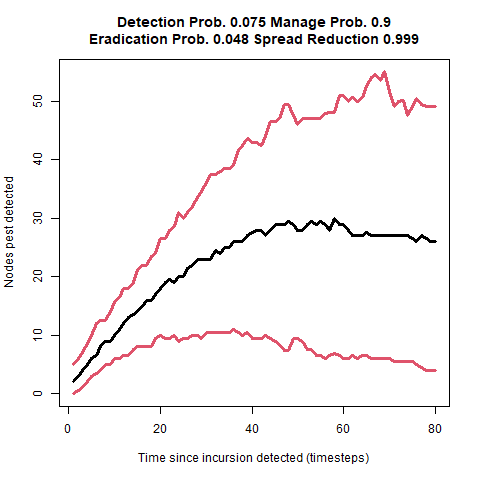 Detection Prob. 0.075 Manage Prob. 0.9
Eradication Prob. 0.048 Spread Reduction 0.999
Nodes pest detected
50
40
30
20
10
0
0 20 40 60 80
Time since incursion detected (timesteps)